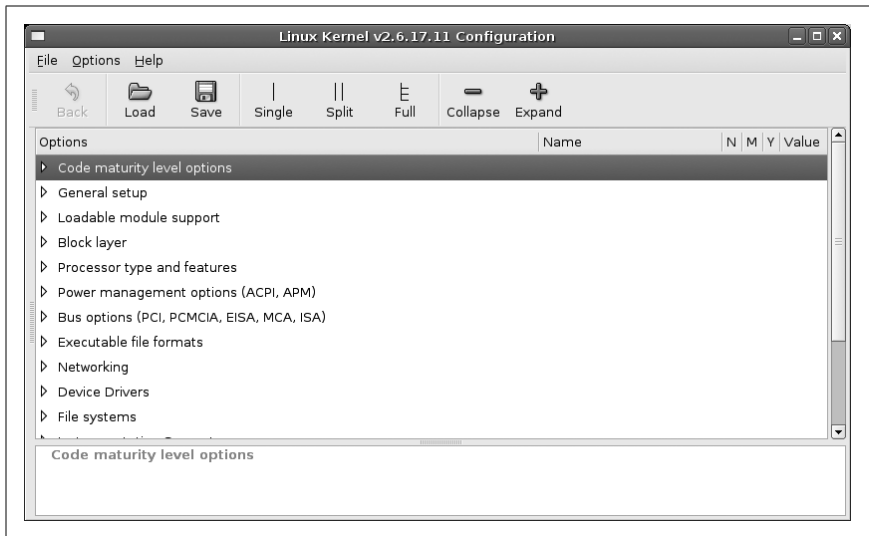 Linux Kernel v2.6.17.11 Configuration
File Options Help
Back Load Save Single Split Full Collapse Expand
Options Name N M Y Value
Code maturity level options
General setup
Loadable module support
Block layer
Processor type and features
Power management options (ACPI, APM)
Bus options (PCI, PCMCIA, EISA, MCA, ISA)
Executable file formats
Networking
Device Drivers
File systems
Code maturity level options